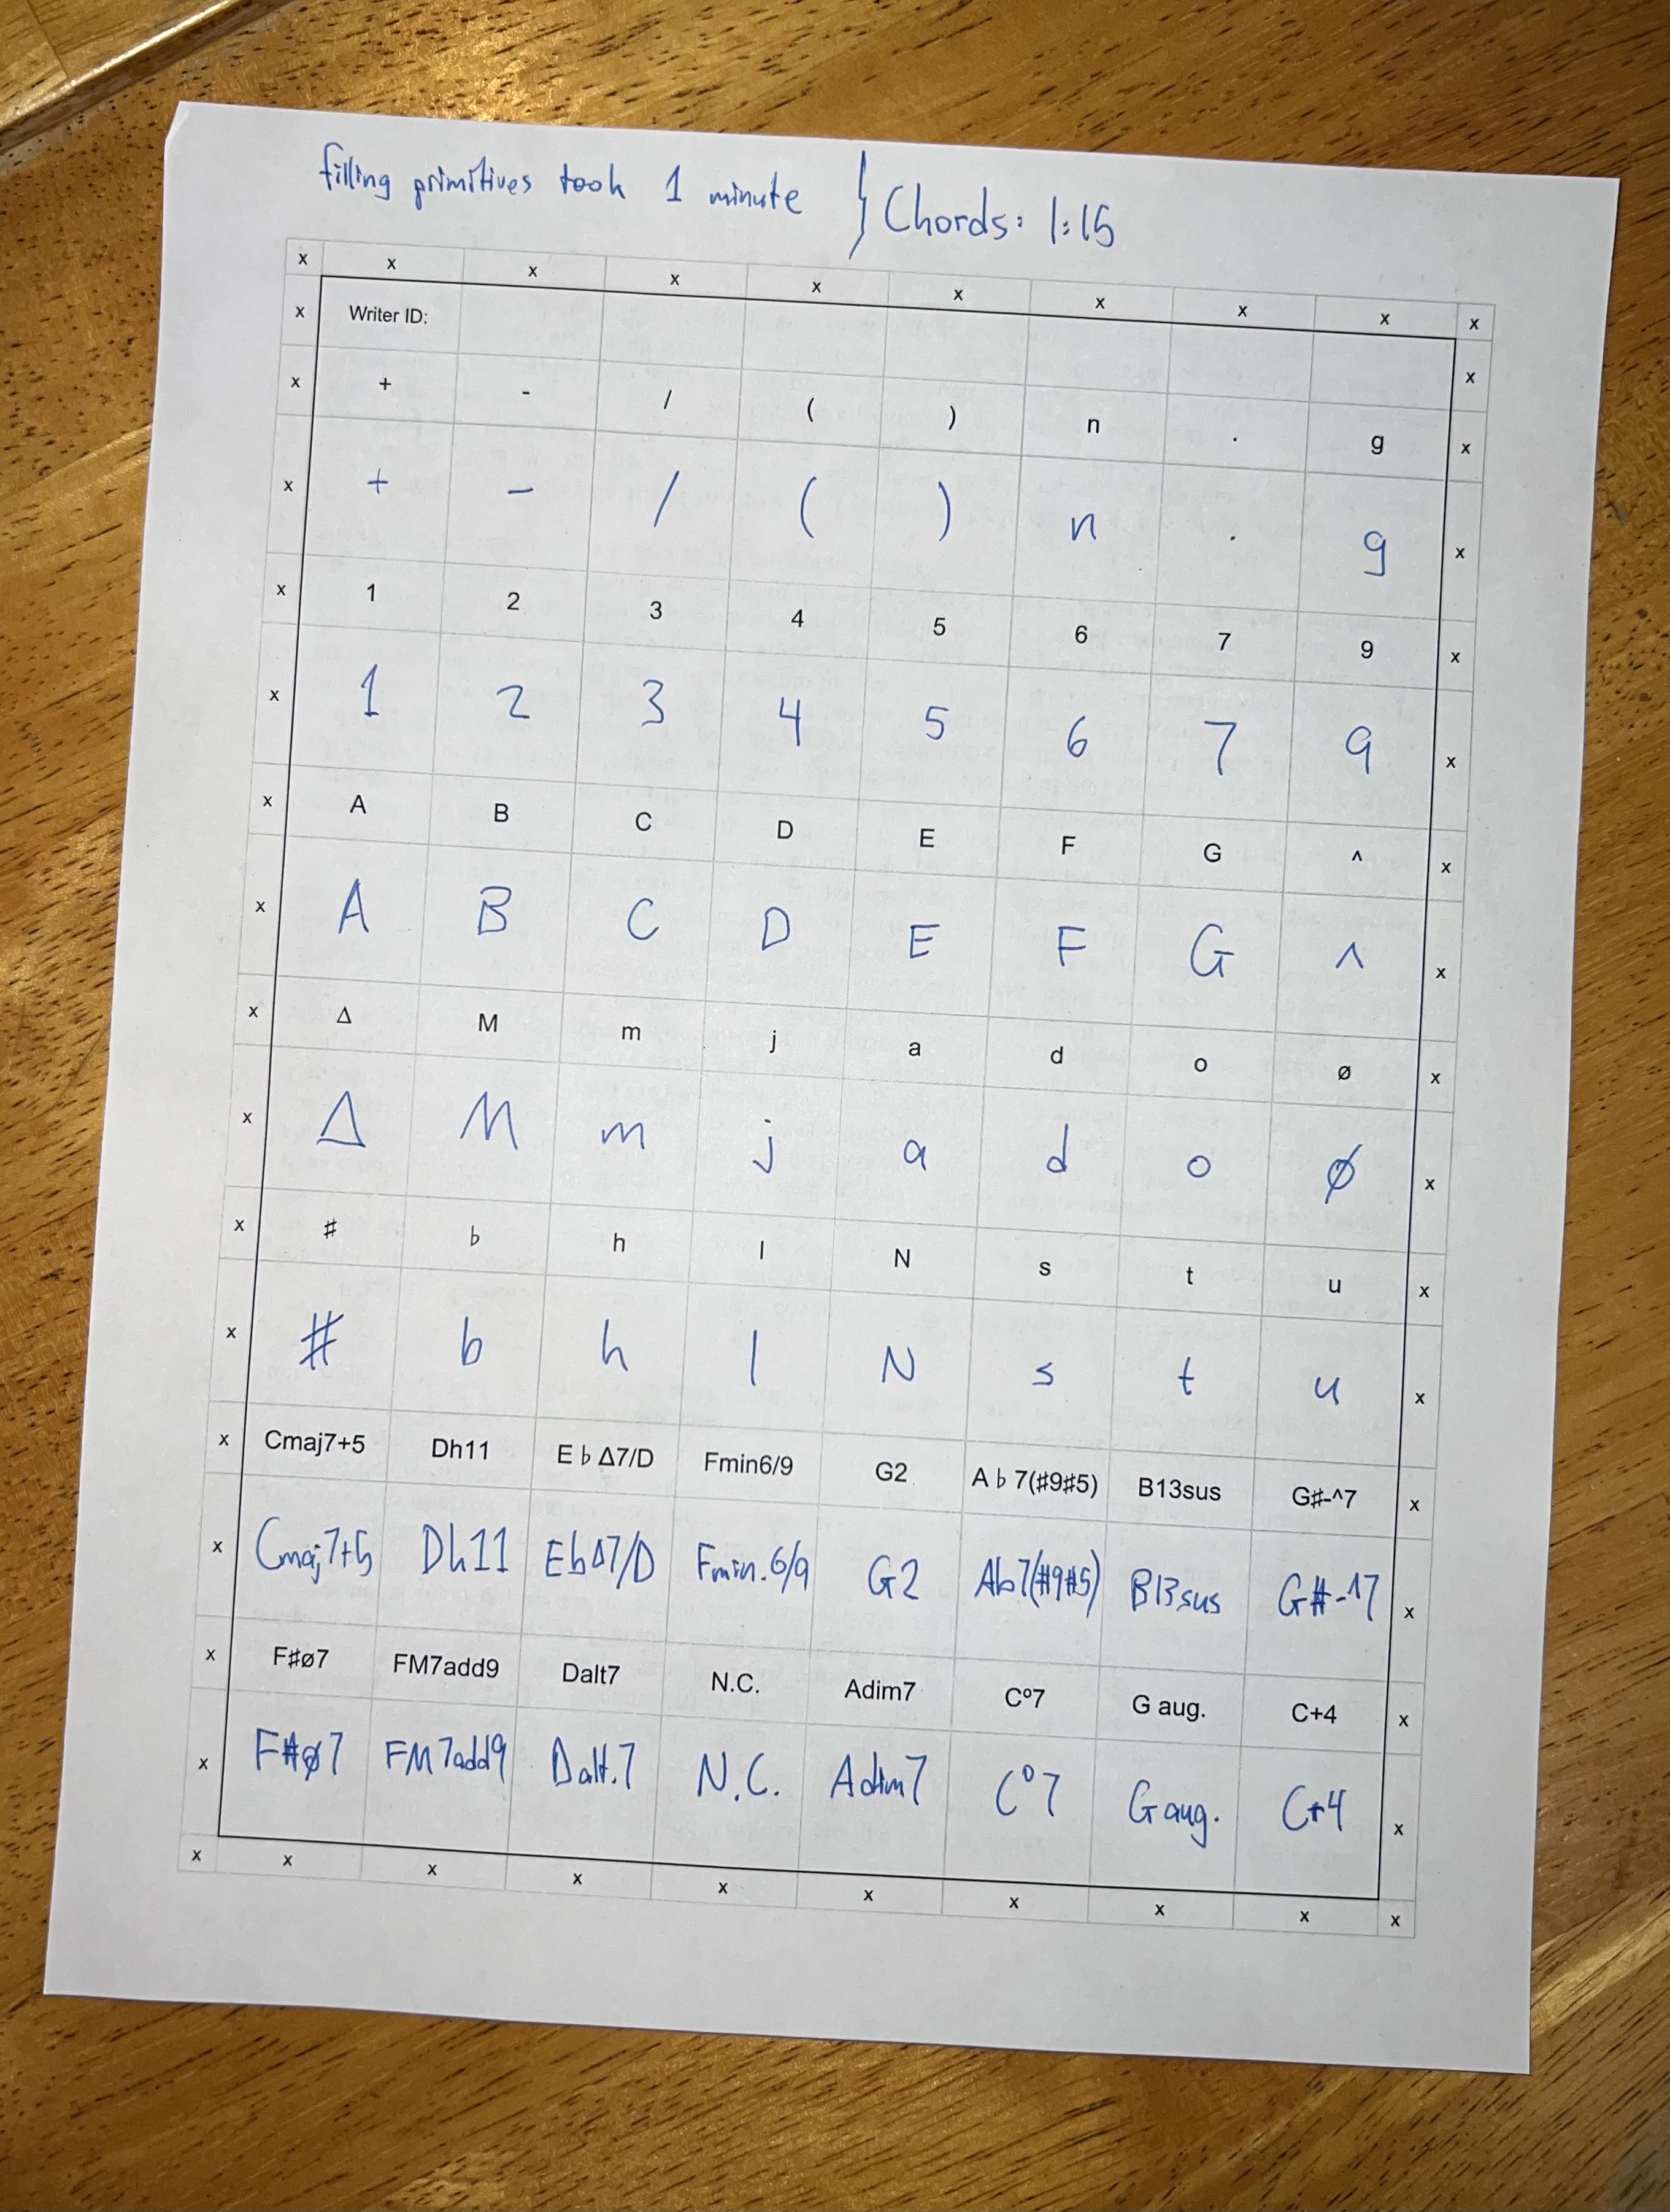 filling primitives took 1 minute } Chords: 1:15
x x x x x x x x x x
x Writer ID: x
x + - / ( ) n . g x
x + - / ( ) n . g x
x 1 2 3 4 5 6 7 9 x
x 1 2 3 4 5 6 7 9 x
x A B C D E F G ^ x
x A B C D E F G ^ x
x Δ M m j a d o ø x
x Δ M m j a d o ø x
x ♯ ♭ h l N s t u x
x # b h l N s t u x
x Cmaj7+5 Dh11 E♭Δ7/D Fmin6/9 G2 A♭7(♯9♯5) B13sus G♯-^7 x
x Cmaj7+5 Dh11 EbΔ7/D Fmin.6/9 G2 Ab7(#9#5) B13sus G#-^7 x
x F♯ø7 FM7add9 Dalt7 N.C. Adim7 Cº7 G aug. C+4 x
x F#ø7 FM7add9 Dalt.7 N.C. Adim7 Cº7 G aug. C+4 x
x x x x x x x x x x